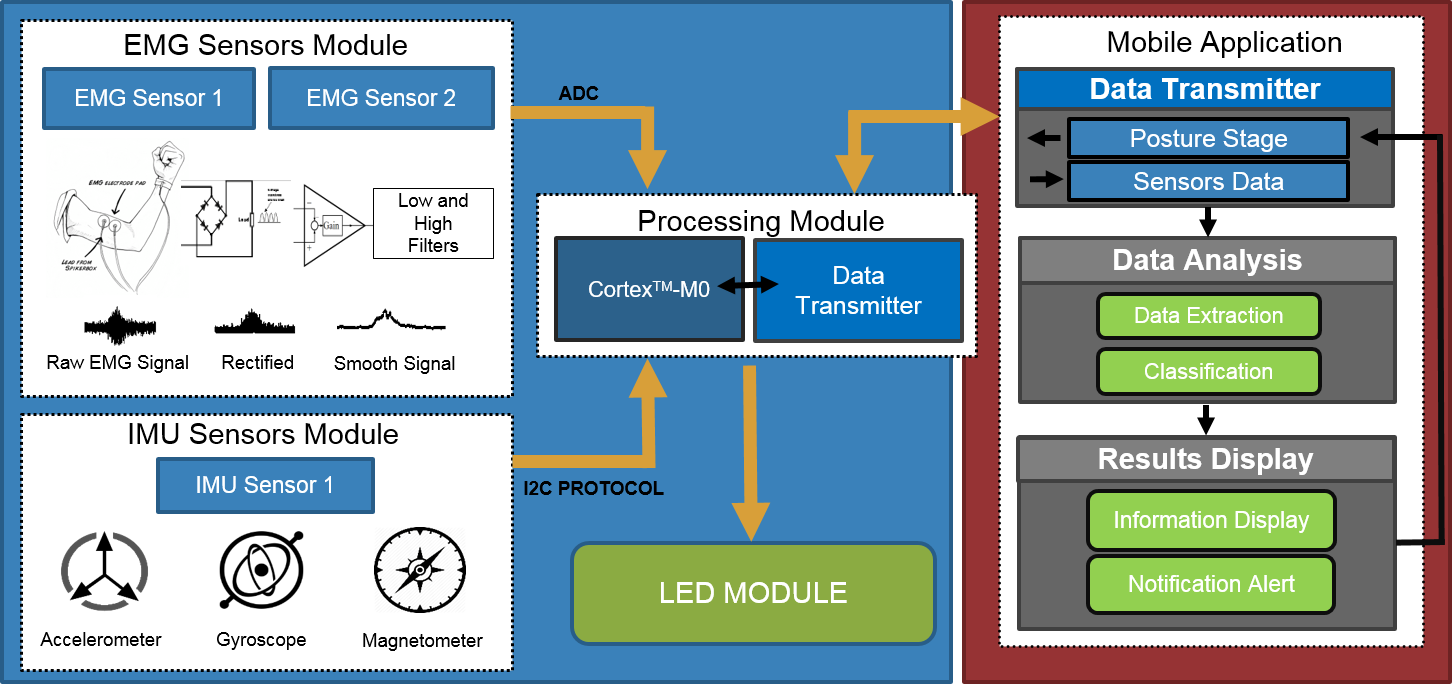 EMG Sensors Module
EMG Sensor 1
EMG Sensor 2
EMG ELECTRODE PAD
LEAD FROM
SPIKERBOX
Load
Gain
Low and
High
Filters
Raw EMG Signal
Rectified
Smooth Signal
IMU Sensors Module
IMU Sensor 1
Accelerometer
Gyroscope
Magnetometer
ADC
I2C PROTOCOL
Processing Module
Cortex™-M0
Data
Transmitter
LED MODULE
Mobile Application
Data Transmitter
Posture Stage
Sensors Data
Data Analysis
Data Extraction
Classification
Results Display
Information Display
Notification Alert